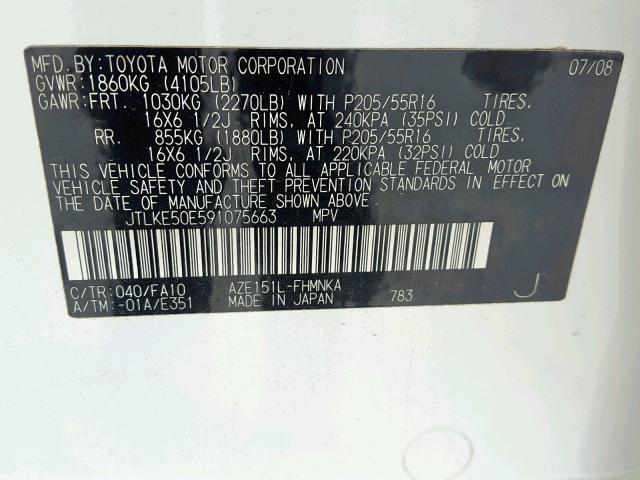 MFD. BY: TOYOTA MOTOR CORPORATION 07/08
GVWR: 1860KG (4105LB)
GAWR: FRT. 1030KG (2270LB) WITH P205/55R16 TIRES,
16X6 1/2J RIMS, AT 240KPA (35PSI) COLD
RR. 855KG (1880LB) WITH P205/55R16 TIRES,
16X6 1/2J RIMS, AT 220KPA (32PSI) COLD
THIS VEHICLE CONFORMS TO ALL APPLICABLE FEDERAL MOTOR
VEHICLE SAFETY AND THEFT PREVENTION STANDARDS IN EFFECT ON
THE DATE OF MANUFACTURE SHOWN ABOVE.
JTLKE50E591075663 MPV
C/TR: 040/FA10 AZE151L-FHMNKA
A/TM: -01A/E351 MADE IN JAPAN 783 J